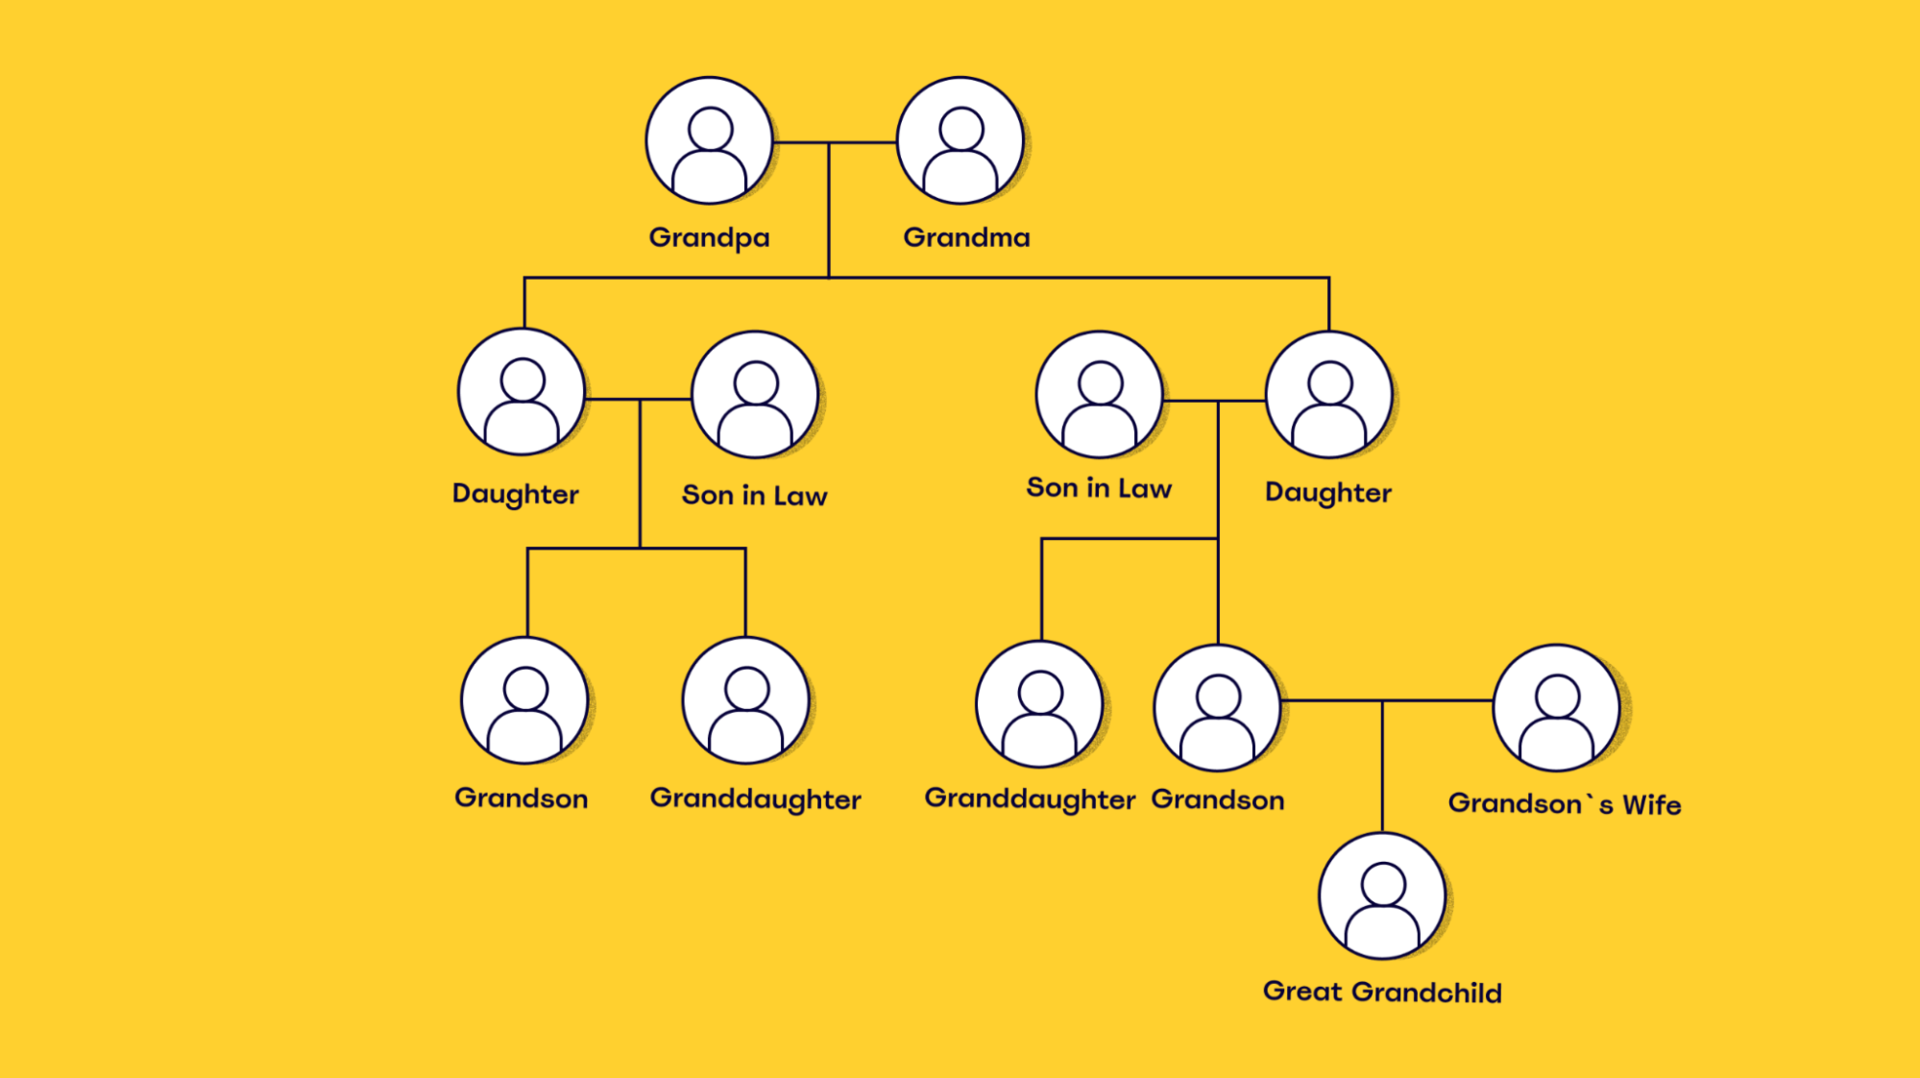 Grandpa
Grandma
Daughter
Son in Law
Son in Law
Daughter
Grandson
Granddaughter
Granddaughter
Grandson
Grandson`s Wife
Great Grandchild